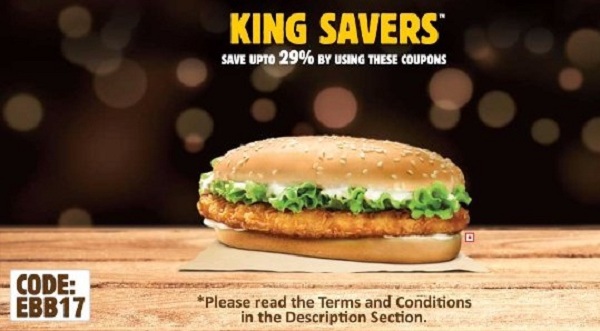 KING SAVERS™
SAVE UPTO 29% BY USING THESE COUPONS
CODE:
EBB17
*Please read the Terms and Conditions
in the Description Section.